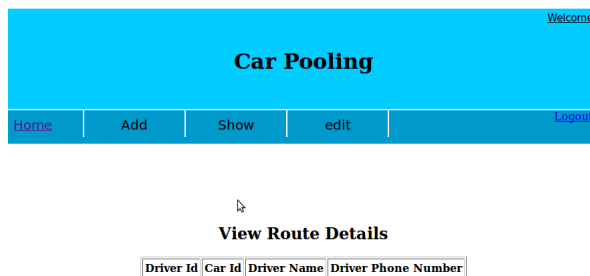 Welcome
Car Pooling
Home Add Show edit
Logout
View Route Details
Driver Id Car Id Driver Name Driver Phone Number